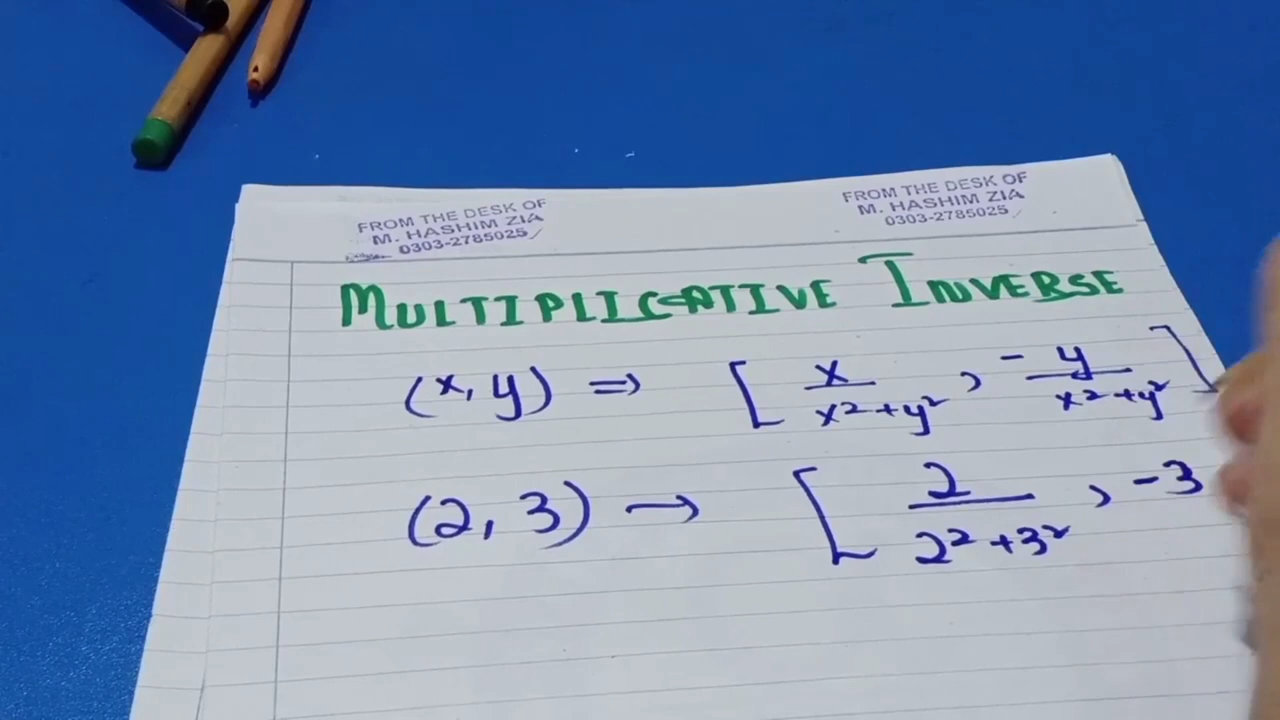 FROM THE DESK OF
M. HASHIM ZIA
0303-2785025
FROM THE DESK OF
M. HASHIM ZIA
0303-2785025
MULTIPLICATIVE INVERSE
(x, y) ⇒ [ x/(x²+y²) , -y/(x²+y²) ]
(2, 3) → [ 2/(2²+3²) , -3